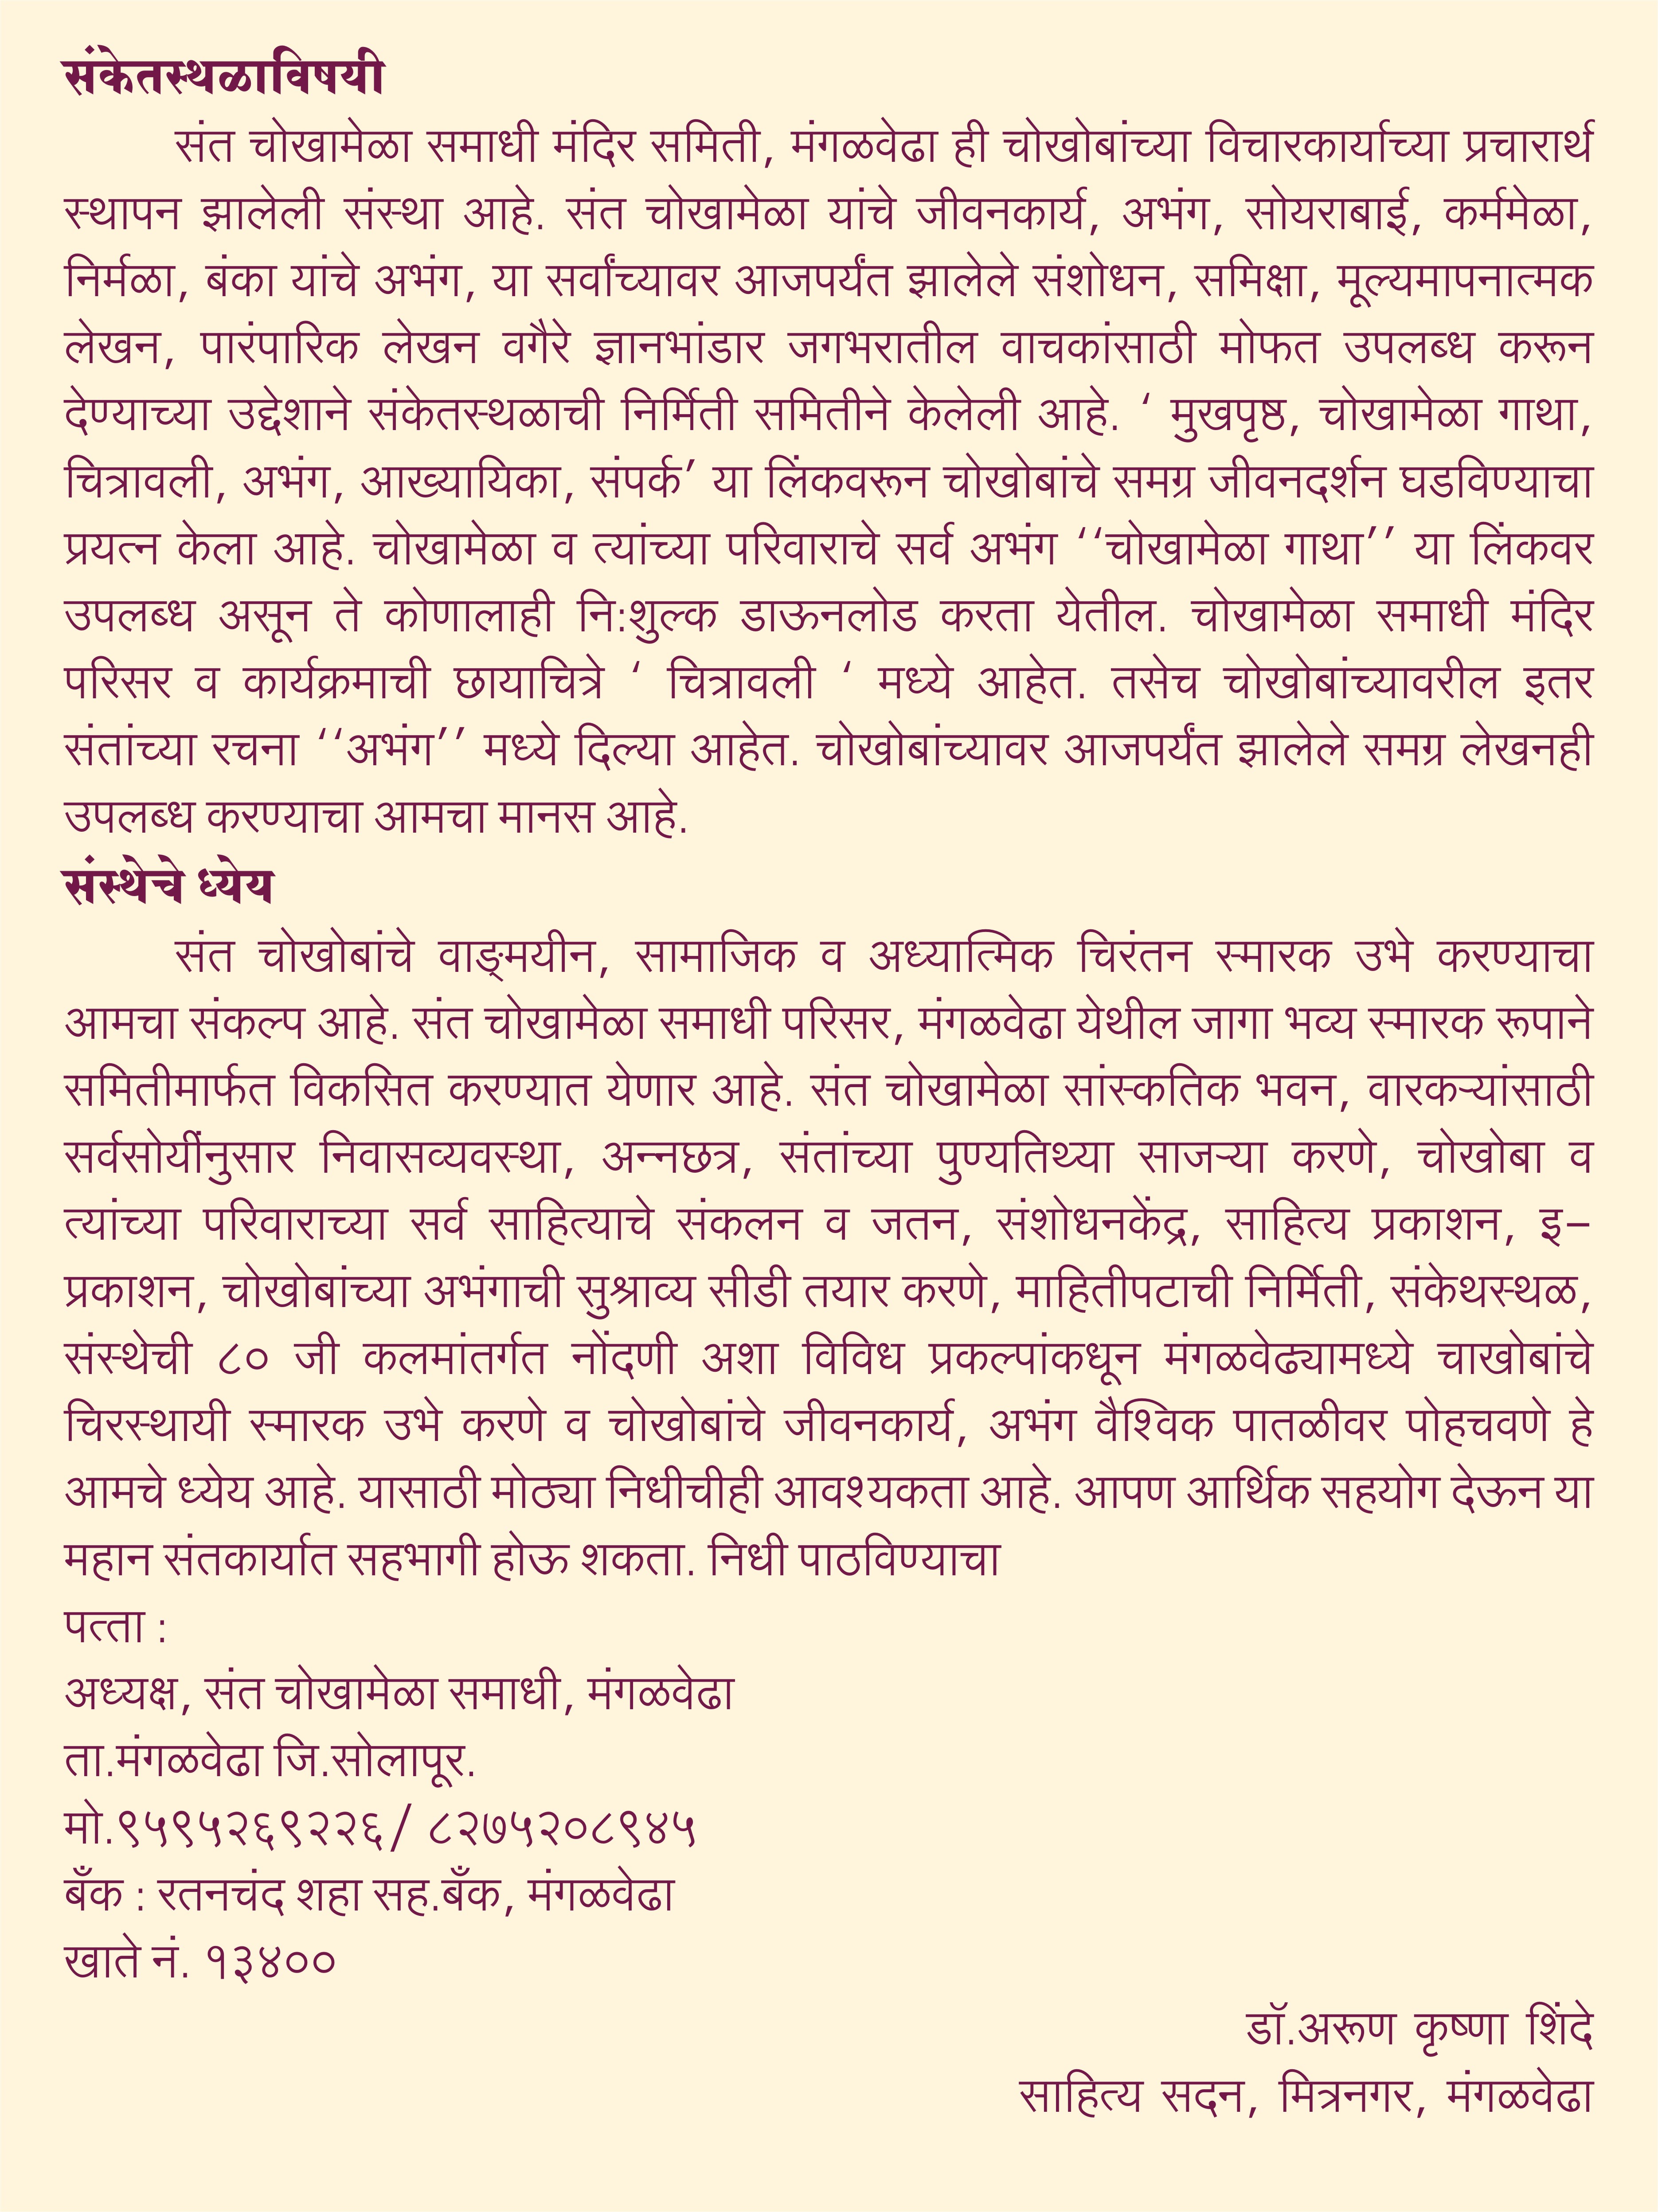 संकेतस्थळाविषयी
संत चोखामेळा समाधी मंदिर समिती, मंगळवेढा ही चोखोबांच्या विचारकार्याच्या प्रचारार्थ
स्थापन झालेली संस्था आहे. संत चोखामेळा यांचे जीवनकार्य, अभंग, सोयराबाई, कर्ममेळा,
निर्मळा, बंका यांचे अभंग, या सर्वांच्यावर आजपर्यंत झालेले संशोधन, समिक्षा, मूल्यमापनात्मक
लेखन, पारंपारिक लेखन वगैरे ज्ञानभांडार जगभरातील वाचकांसाठी मोफत उपलब्ध करून
देण्याच्या उद्देशाने संकेतस्थळाची निर्मिती समितीने केलेली आहे. ‘ मुखपृष्ठ, चोखामेळा गाथा,
चित्रावली, अभंग, आख्यायिका, संपर्क’ या लिंकवरून चोखोबांचे समग्र जीवनदर्शन घडविण्याचा
प्रयत्न केला आहे. चोखामेळा व त्यांच्या परिवाराचे सर्व अभंग ‘‘चोखामेळा गाथा’’ या लिंकवर
उपलब्ध असून ते कोणालाही नि:शुल्क डाऊनलोड करता येतील. चोखामेळा समाधी मंदिर
परिसर व कार्यक्रमाची छायाचित्रे ‘ चित्रावली ‘ मध्ये आहेत. तसेच चोखोबांच्यावरील इतर
संतांच्या रचना ‘‘अभंग’’ मध्ये दिल्या आहेत. चोखोबांच्यावर आजपर्यंत झालेले समग्र लेखनही
उपलब्ध करण्याचा आमचा मानस आहे.
संस्थेचे ध्येय
संत चोखोबांचे वाङ्‌मयीन, सामाजिक व अध्यात्मिक चिरंतन स्मारक उभे करण्याचा
आमचा संकल्प आहे. संत चोखामेळा समाधी परिसर, मंगळवेढा येथील जागा भव्य स्मारक रूपाने
समितीमार्फत विकसित करण्यात येणार आहे. संत चोखामेळा सांस्कतिक भवन, वारकऱ्यांसाठी
सर्वसोयींनुसार निवासव्यवस्था, अन्नछत्र, संतांच्या पुण्यतिथ्या साजऱ्या करणे, चोखोबा व
त्यांच्या परिवाराच्या सर्व साहित्याचे संकलन व जतन, संशोधनकेंद्र, साहित्य प्रकाशन, इ–
प्रकाशन, चोखोबांच्या अभंगाची सुश्राव्य सीडी तयार करणे, माहितीपटाची निर्मिती, संकेथस्थळ,
संस्थेची ८० जी कलमांतर्गत नोंदणी अशा विविध प्रकल्पांकधून मंगळवेढ्यामध्ये चाखोबांचे
चिरस्थायी स्मारक उभे करणे व चोखोबांचे जीवनकार्य, अभंग वैश्विक पातळीवर पोहचवणे हे
आमचे ध्येय आहे. यासाठी मोठ्या निधीचीही आवश्यकता आहे. आपण आर्थिक सहयोग देऊन या
महान संतकार्यात सहभागी होऊ शकता. निधी पाठविण्याचा
पत्ता :
अध्यक्ष, संत चोखामेळा समाधी, मंगळवेढा
ता.मंगळवेढा जि.सोलापूर.
मो.९५९५२६९२२६/ ८२७५२०८९४५
बँक : रतनचंद शहा सह.बँक, मंगळवेढा
खाते नं. १३४००
डॉ.अरूण कृष्णा शिंदे
साहित्य सदन, मित्रनगर, मंगळवेढा